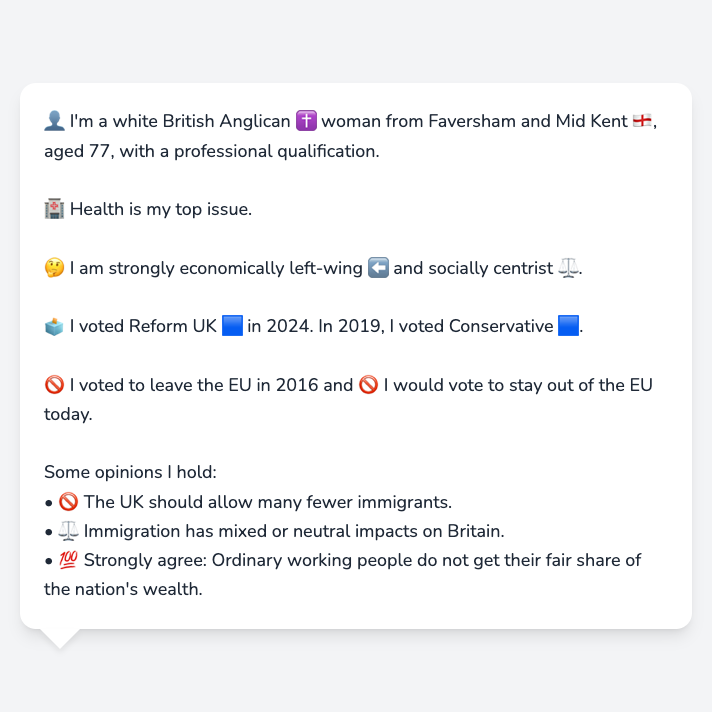 👤 I'm a white British Anglican ✝️ woman from Faversham and Mid Kent 🏴󠁧󠁢󠁥󠁮󠁧󠁿,
aged 77, with a professional qualification.
🏥 Health is my top issue.
🤔 I am strongly economically left-wing ⬅️ and socially centrist ⚖️.
🗳️ I voted Reform UK 🟦 in 2024. In 2019, I voted Conservative 🟦.
🚫 I voted to leave the EU in 2016 and 🚫 I would vote to stay out of the EU
today.
Some opinions I hold:
• 🚫 The UK should allow many fewer immigrants.
• ⚖️ Immigration has mixed or neutral impacts on Britain.
• 💯 Strongly agree: Ordinary working people do not get their fair share of
the nation's wealth.